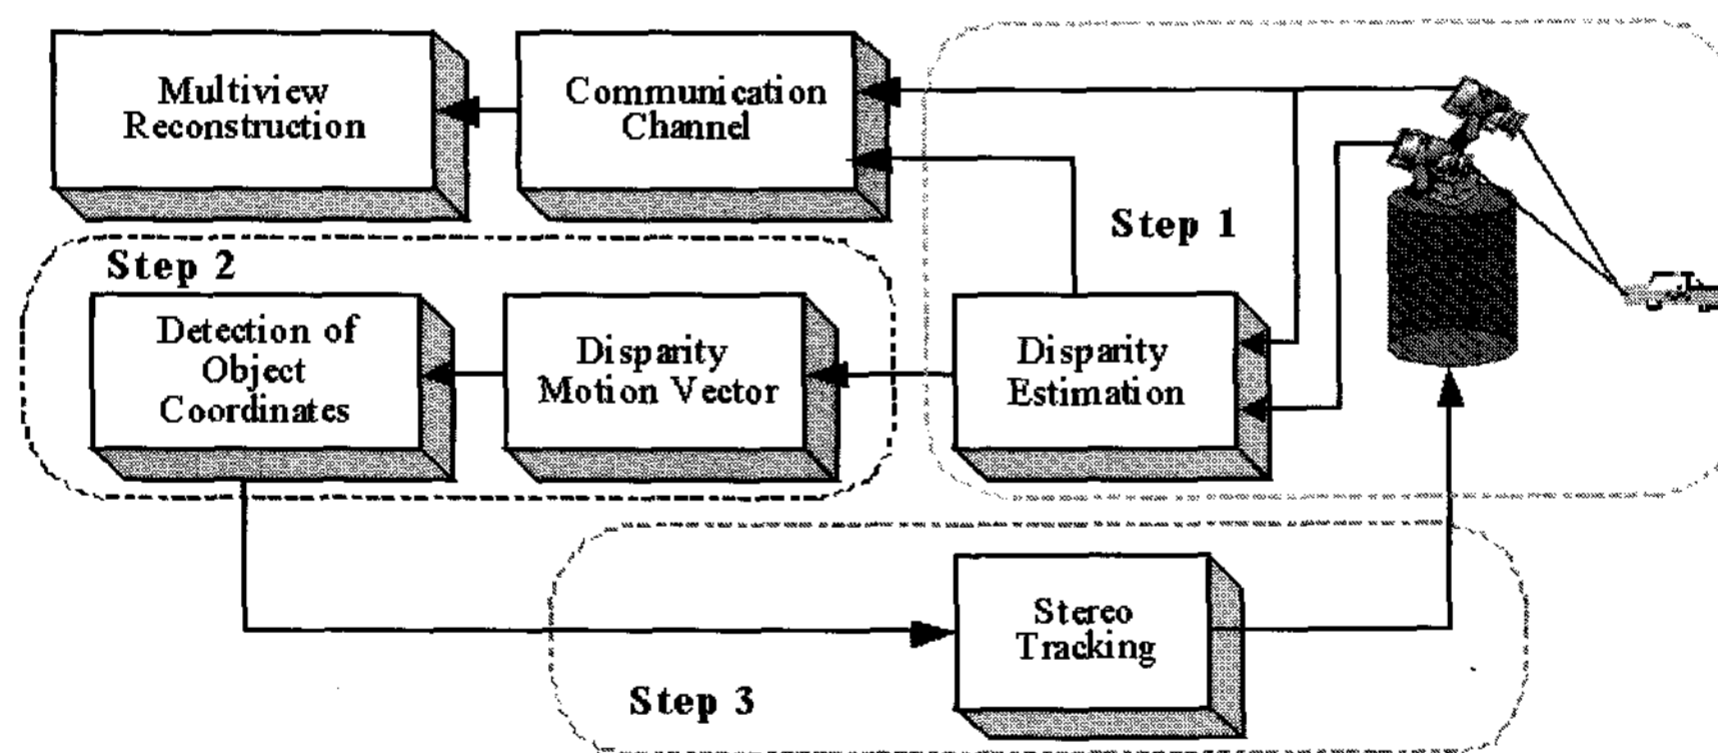 Multiview
Reconstruction
Communication
Channel
Step 1
Step 2
Detection of
Object
Coordinates
Disparity
Motion Vector
Disparity
Estimation
Stereo
Tracking
Step 3